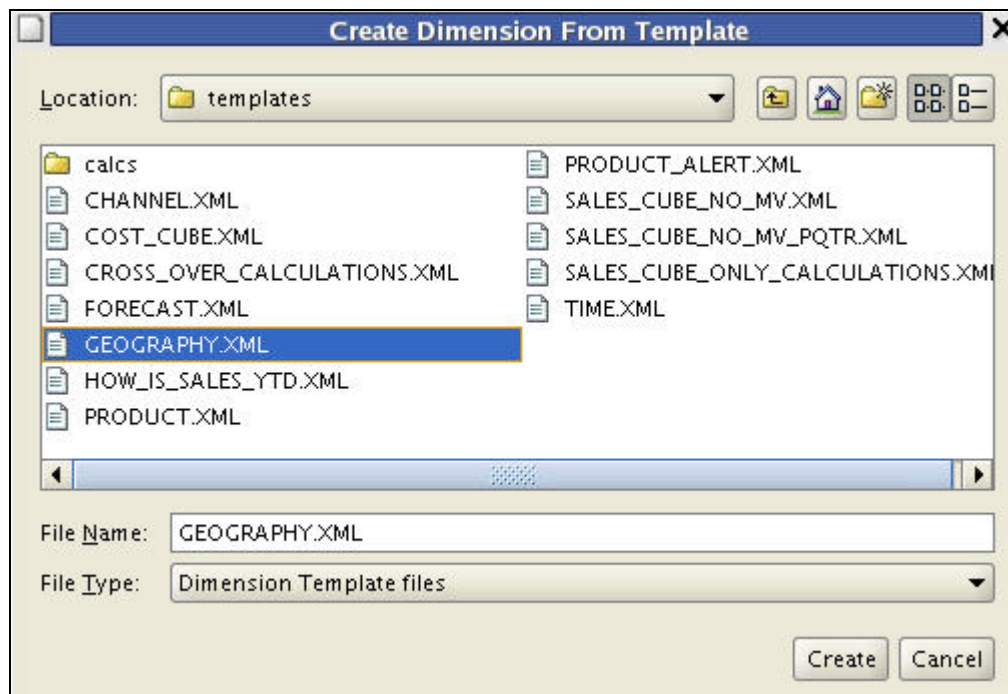 Create Dimension From Template
Location: templates
calcs
CHANNEL.XML
COST_CUBE.XML
CROSS_OVER_CALCULATIONS.XML
FORECAST.XML
GEOGRAPHY.XML
HOW_IS_SALES_YTD.XML
PRODUCT.XML
PRODUCT_ALERT.XML
SALES_CUBE_NO_MV.XML
SALES_CUBE_NO_MV_PQTR.XML
SALES_CUBE_ONLY_CALCULATIONS.XML
TIME.XML
File Name: GEOGRAPHY.XML
File Type: Dimension Template files
Create Cancel